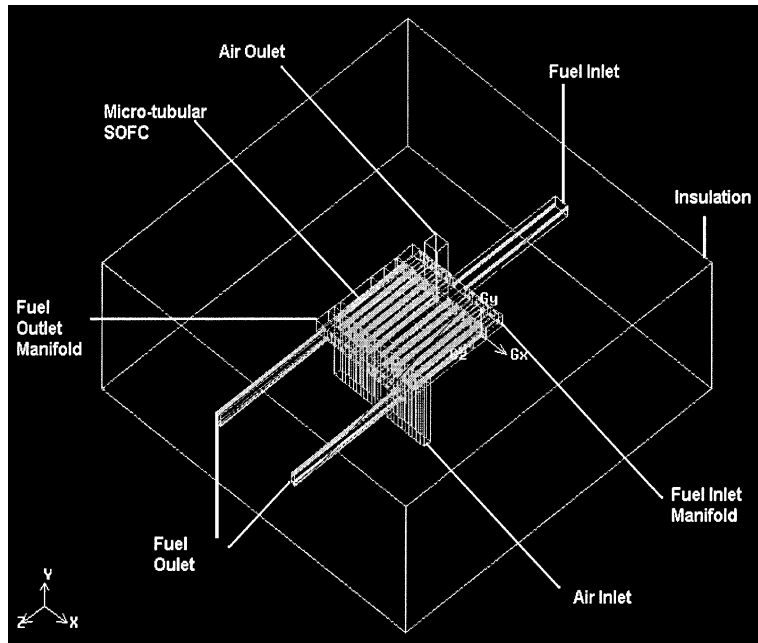 Air Oulet
Fuel Inlet
Micro-tubular
SOFC
Insulation
Fuel
Outlet
Manifold
Gy
Gz
Gx
Fuel Inlet
Manifold
Fuel
Oulet
Air Inlet
Y
Z
X